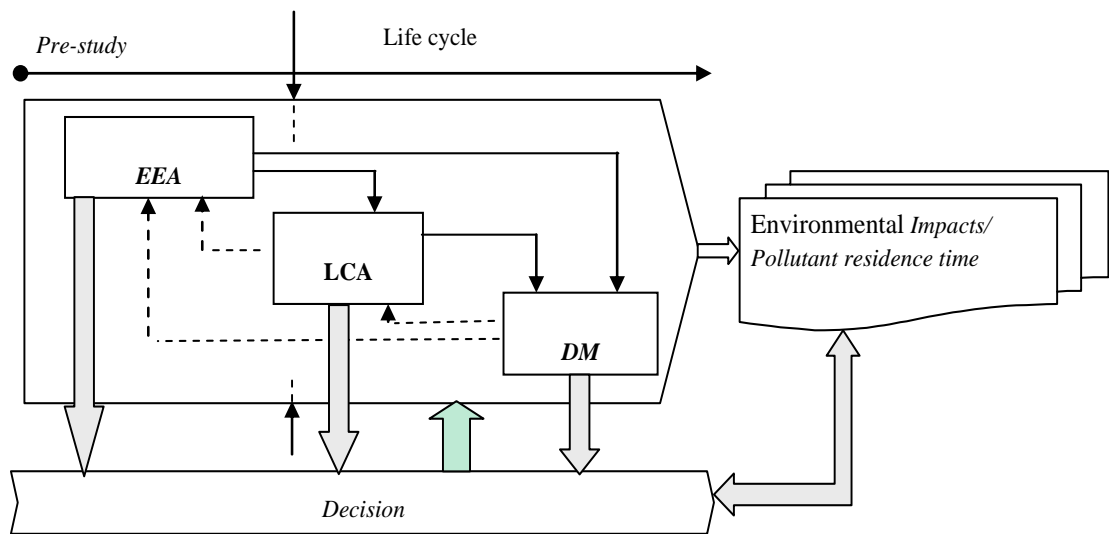 Pre-study
Life cycle
EEA
LCA
DM
Environmental Impacts/
Pollutant residence time
Decision